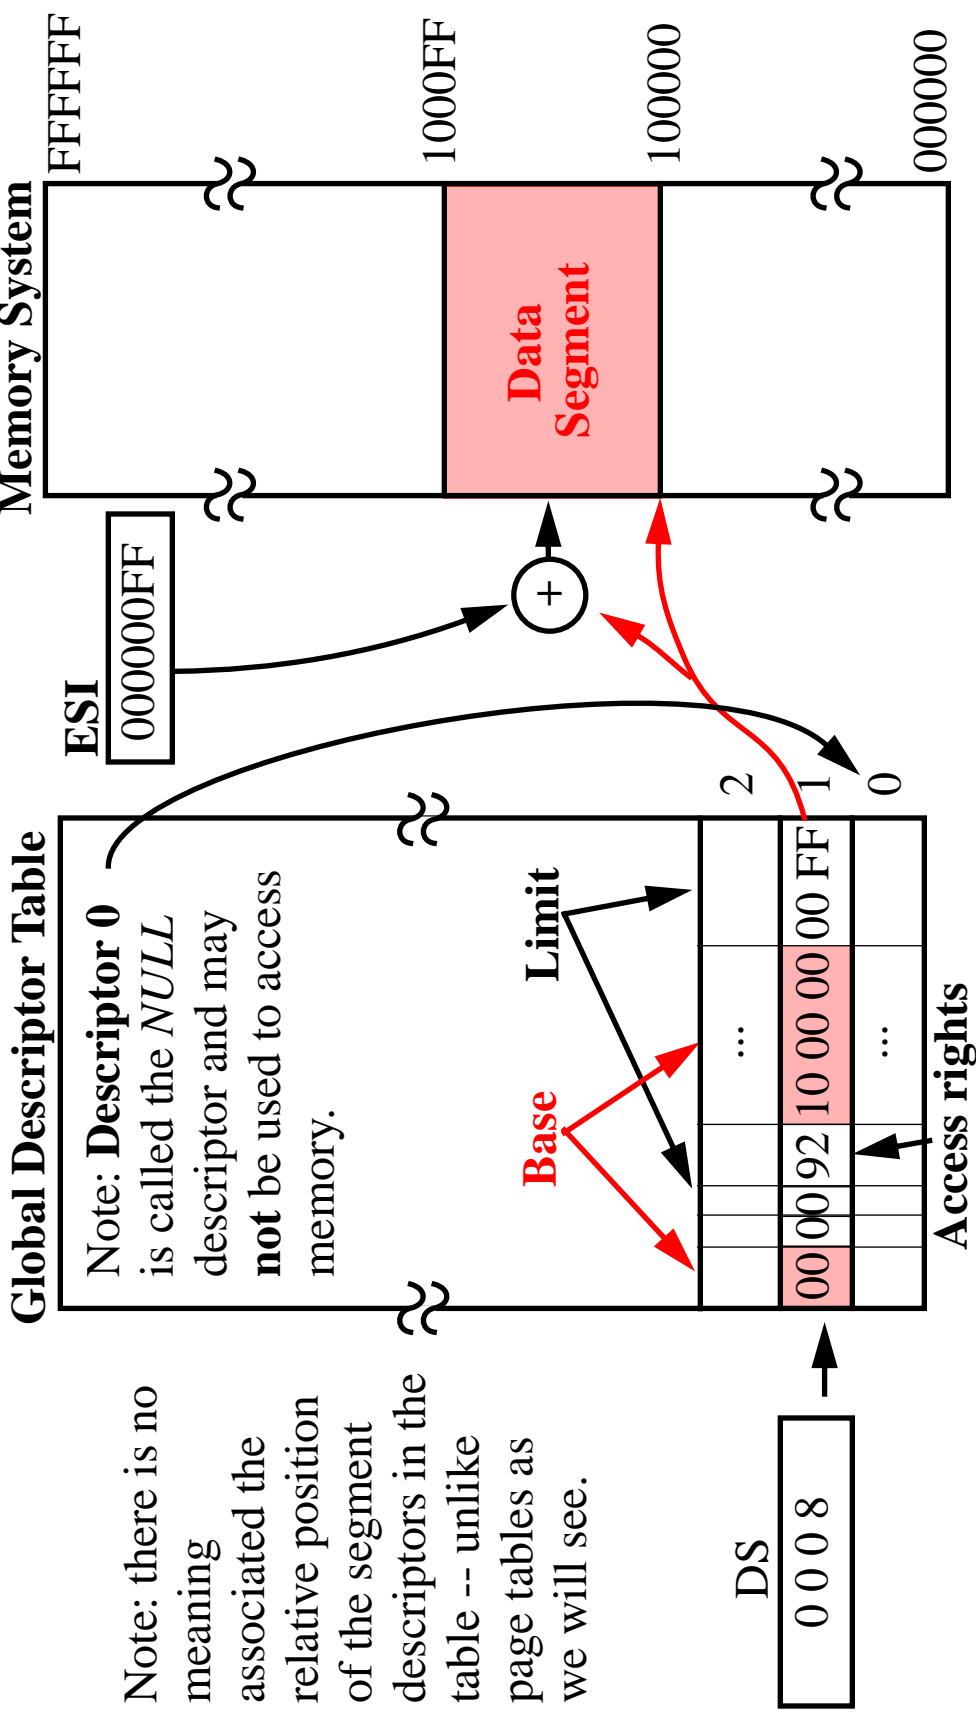 Note: there is no
meaning
associated the
relative position
of the segment
descriptors in the
table -- unlike
page tables as
we will see.
DS
0 0 0 8
Global Descriptor Table
Note: Descriptor 0
is called the NULL
descriptor and may
not be used to access
memory.
Base
Limit
... 2
00 00 92 10 00 00 00 FF 1
... 0
Access rights
ESI
000000FF
+
Memory System
FFFFFF
1000FF
Data
Segment
100000
000000